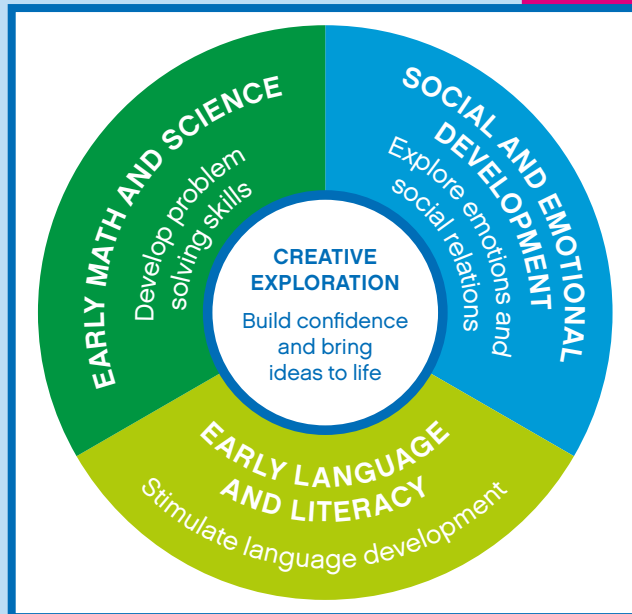 EARLY MATH AND SCIENCE
Develop problem
solving skills
SOCIAL AND EMOTIONAL
DEVELOPMENT
Explore emotions and
social relations
CREATIVE
EXPLORATION
Build confidence
and bring
ideas to life
EARLY LANGUAGE
AND LITERACY
Stimulate language development